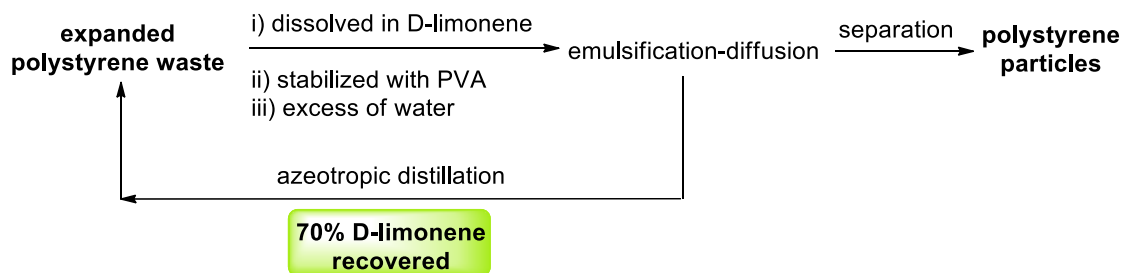 expanded
polystyrene waste
i) dissolved in D-limonene
ii) stabilized with PVA
iii) excess of water
emulsification-diffusion
separation
polystyrene
particles
azeotropic distillation
70% D-limonene
recovered